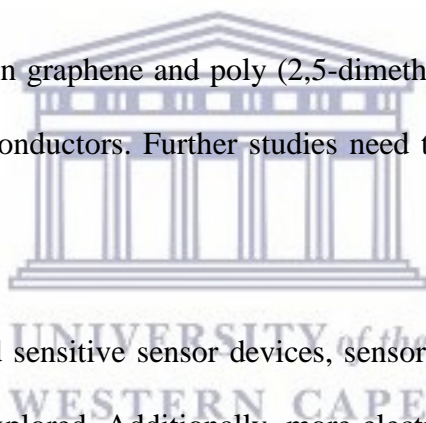 n graphene and poly (2,5-dimeth
onductors. Further studies need t
sensitive sensor devices, sensor
UNIVERSITY of the
plored. Additionally, more elect
WESTERN CAPE